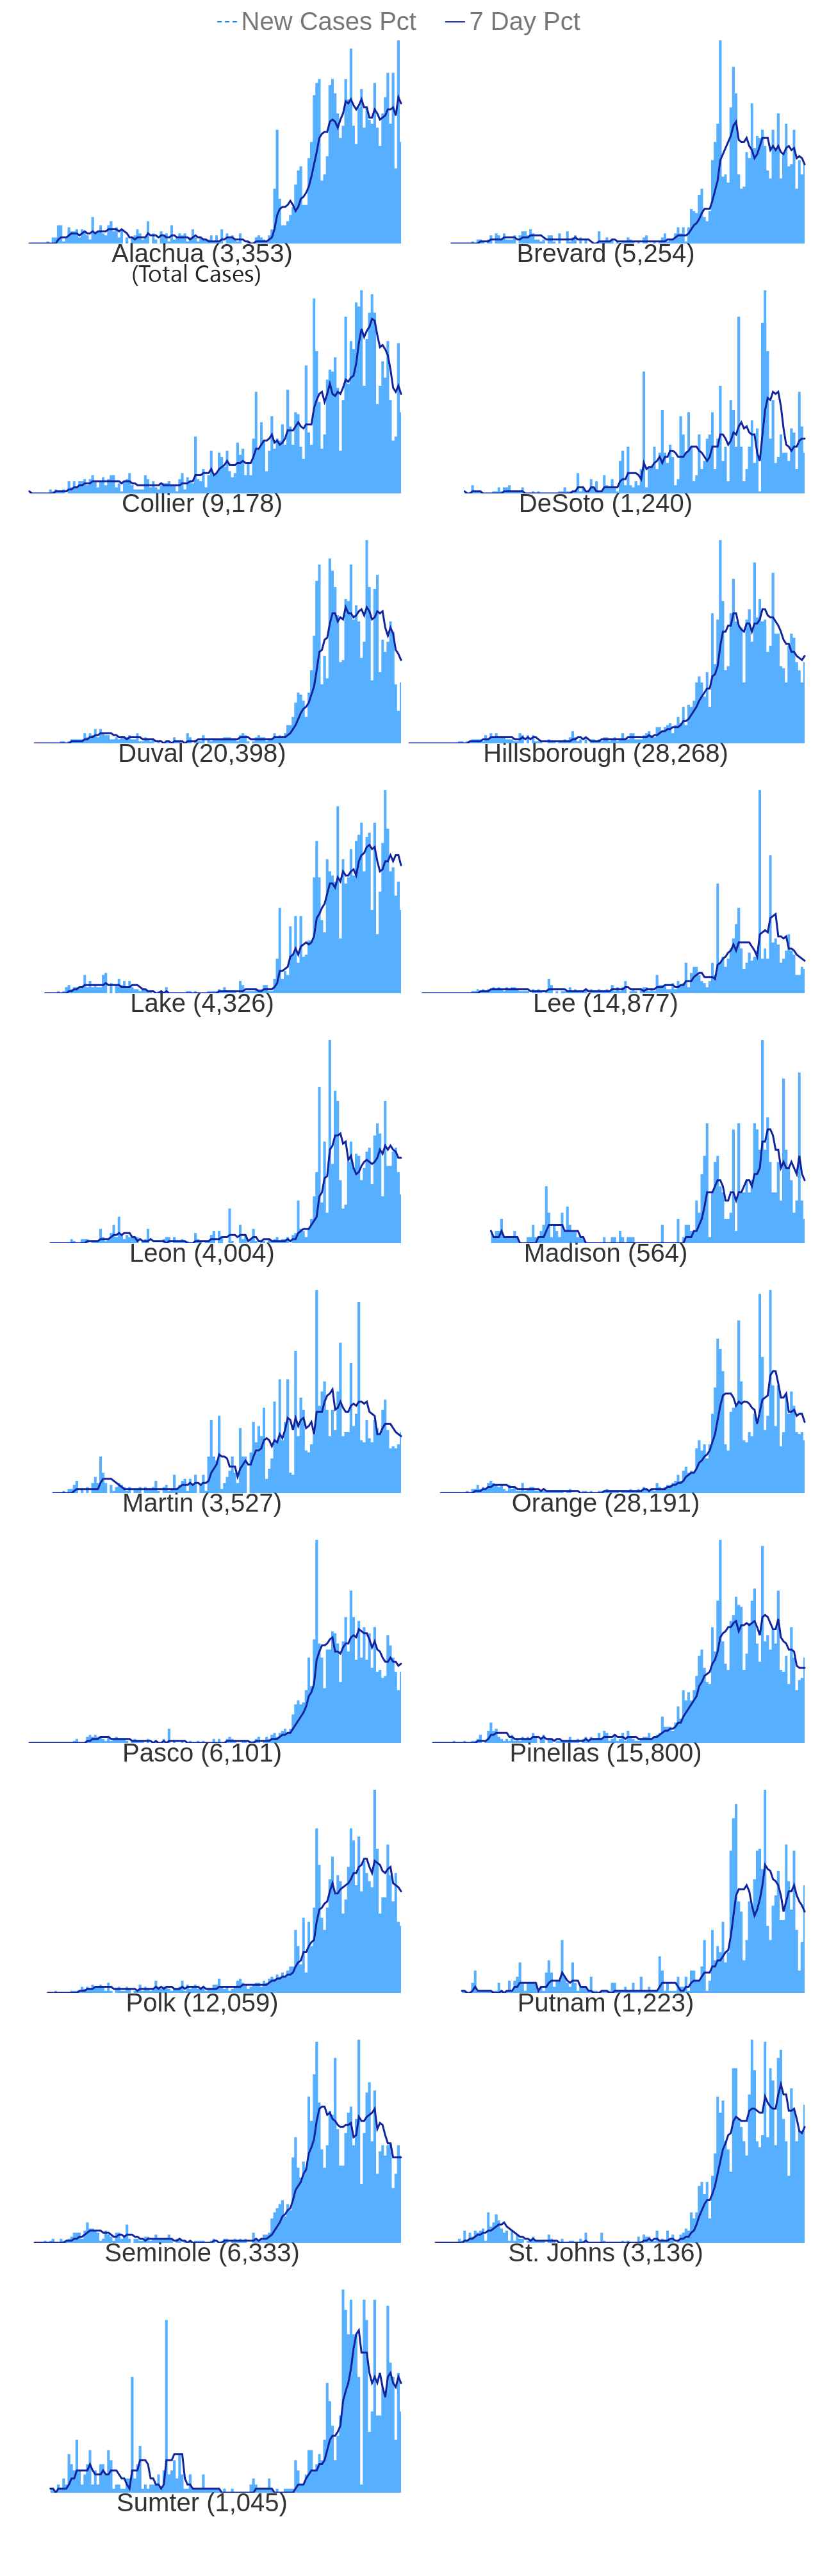 New Cases Pct 7 Day Pct
Alachua (3,353) Brevard (5,254)
(Total Cases)
Collier (9,178) DeSoto (1,240)
Duval (20,398) Hillsborough (28,268)
Lake (4,326) Lee (14,877)
Leon (4,004) Madison (564)
Martin (3,527) Orange (28,191)
Pasco (6,101) Pinellas (15,800)
Polk (12,059) Putnam (1,223)
Seminole (6,333) St. Johns (3,136)
Sumter (1,045)